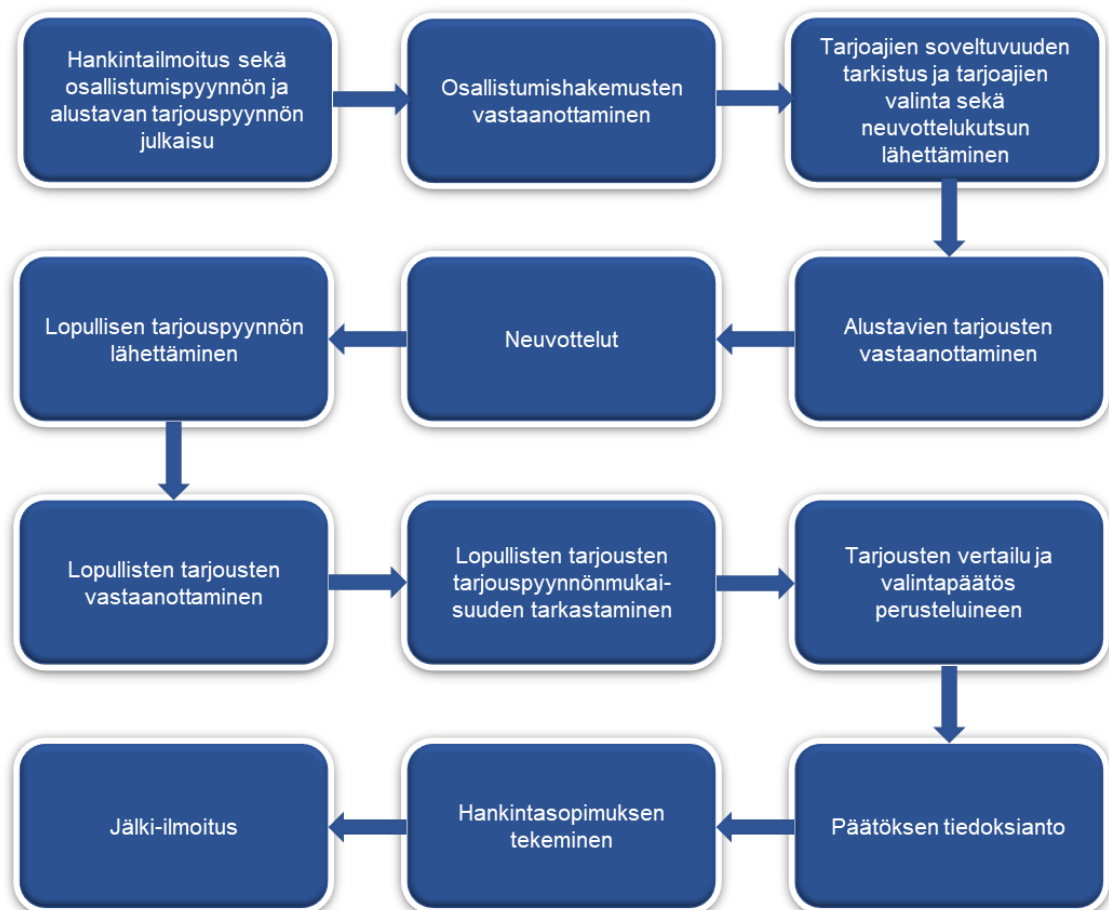 Hankintailmoitus sekä
osallistumispyynnön ja
alustavan tarjouspyynnön
julkaisu
Osallistumishakemusten
vastaanottaminen
Tarjoajien soveltuvuuden
tarkistus ja tarjoajien
valinta sekä
neuvottelukutsun
lähettäminen
Alustavien tarjousten
vastaanottaminen
Neuvottelut
Lopullisen tarjouspyynnön
lähettäminen
Lopullisten tarjousten
vastaanottaminen
Lopullisten tarjousten
tarjouspyynnönmukai-
suuden tarkastaminen
Tarjousten vertailu ja
valintapäätös
perusteluineen
Päätöksen tiedoksianto
Hankintasopimuksen
tekeminen
Jälki-ilmoitus